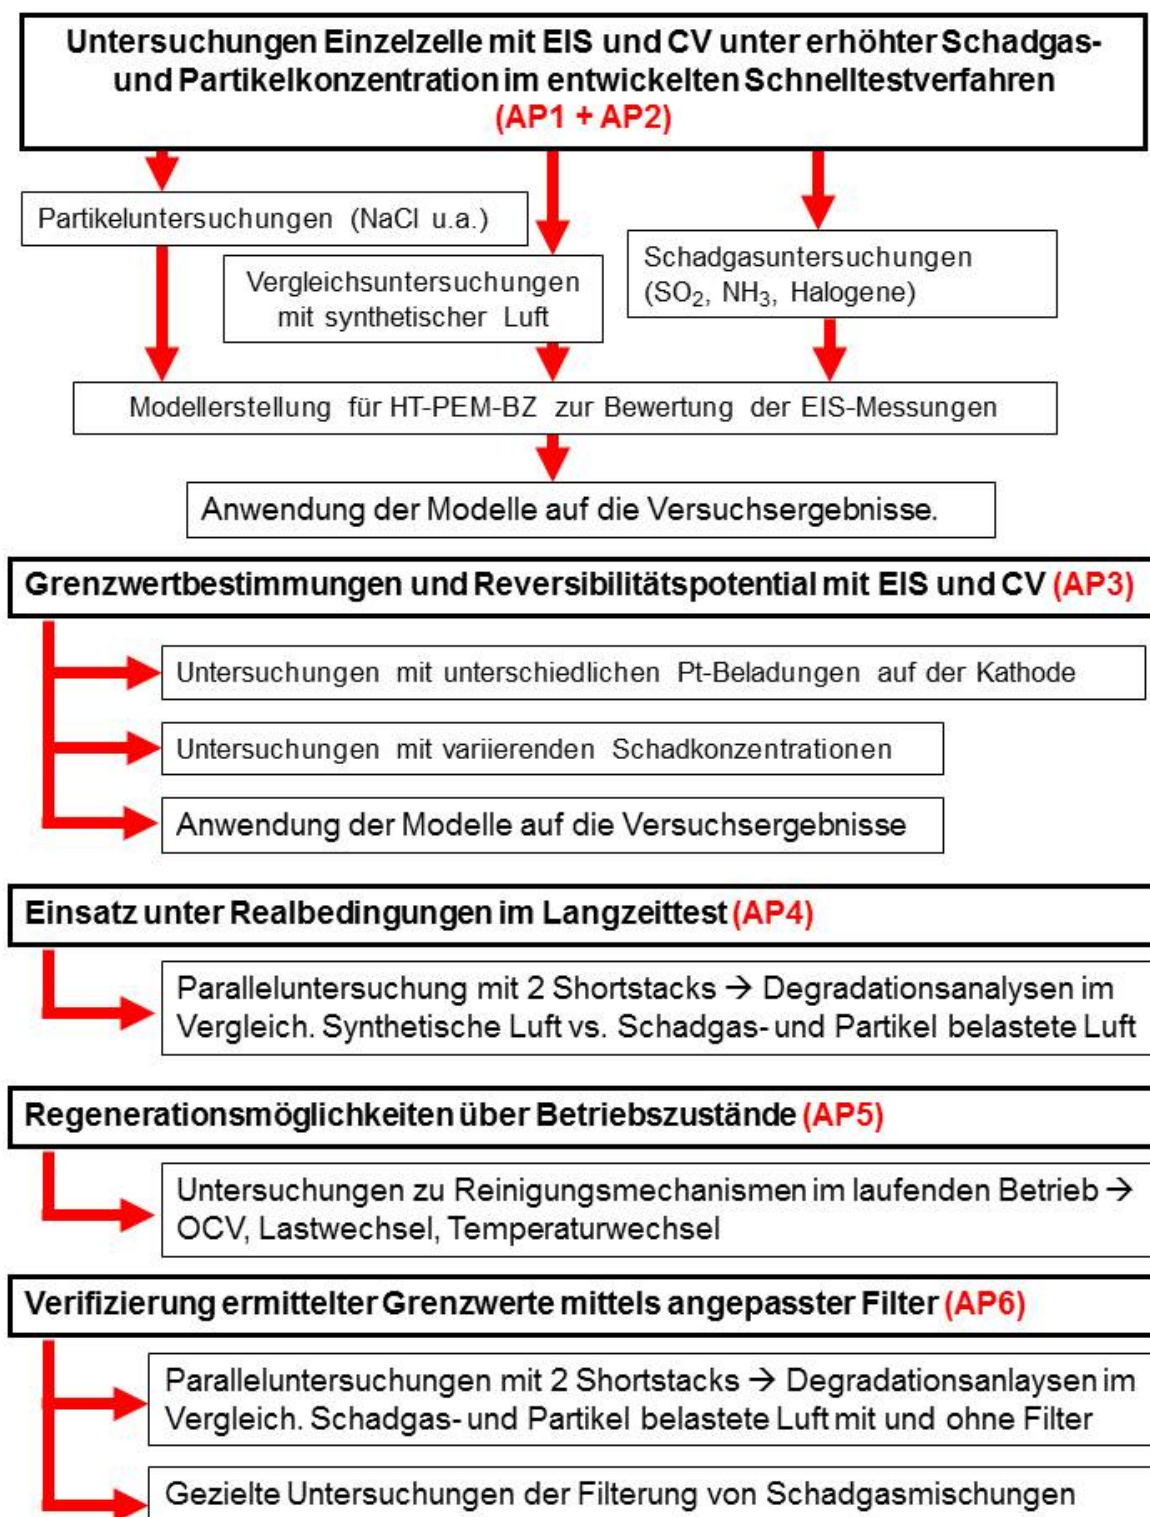 Untersuchungen Einzelzelle mit EIS und CV unter erhöhter Schadgas-
und Partikelkonzentration im entwickelten Schnelltestverfahren
(AP1 + AP2)
Partikeluntersuchungen (NaCl u.a.)
Vergleichsuntersuchungen
mit synthetischer Luft
Schadgasuntersuchungen
(SO₂, NH₃, Halogene)
Modellerstellung für HT-PEM-BZ zur Bewertung der EIS-Messungen
Anwendung der Modelle auf die Versuchsergebnisse.
Grenzwertbestimmungen und Reversibilitätspotential mit EIS und CV (AP3)
Untersuchungen mit unterschiedlichen Pt-Beladungen auf der Kathode
Untersuchungen mit variierenden Schadkonzentrationen
Anwendung der Modelle auf die Versuchsergebnisse
Einsatz unter Realbedingungen im Langzeittest (AP4)
Paralleluntersuchung mit 2 Shortstacks → Degradationsanalysen im
Vergleich. Synthetische Luft vs. Schadgas- und Partikel belastete Luft
Regenerationsmöglichkeiten über Betriebszustände (AP5)
Untersuchungen zu Reinigungsmechanismen im laufenden Betrieb →
OCV, Lastwechsel, Temperaturwechsel
Verifizierung ermittelter Grenzwerte mittels angepasster Filter (AP6)
Paralleluntersuchungen mit 2 Shortstacks → Degradationsanlaysen im
Vergleich. Schadgas- und Partikel belastete Luft mit und ohne Filter
Gezielte Untersuchungen der Filterung von Schadgasmischungen